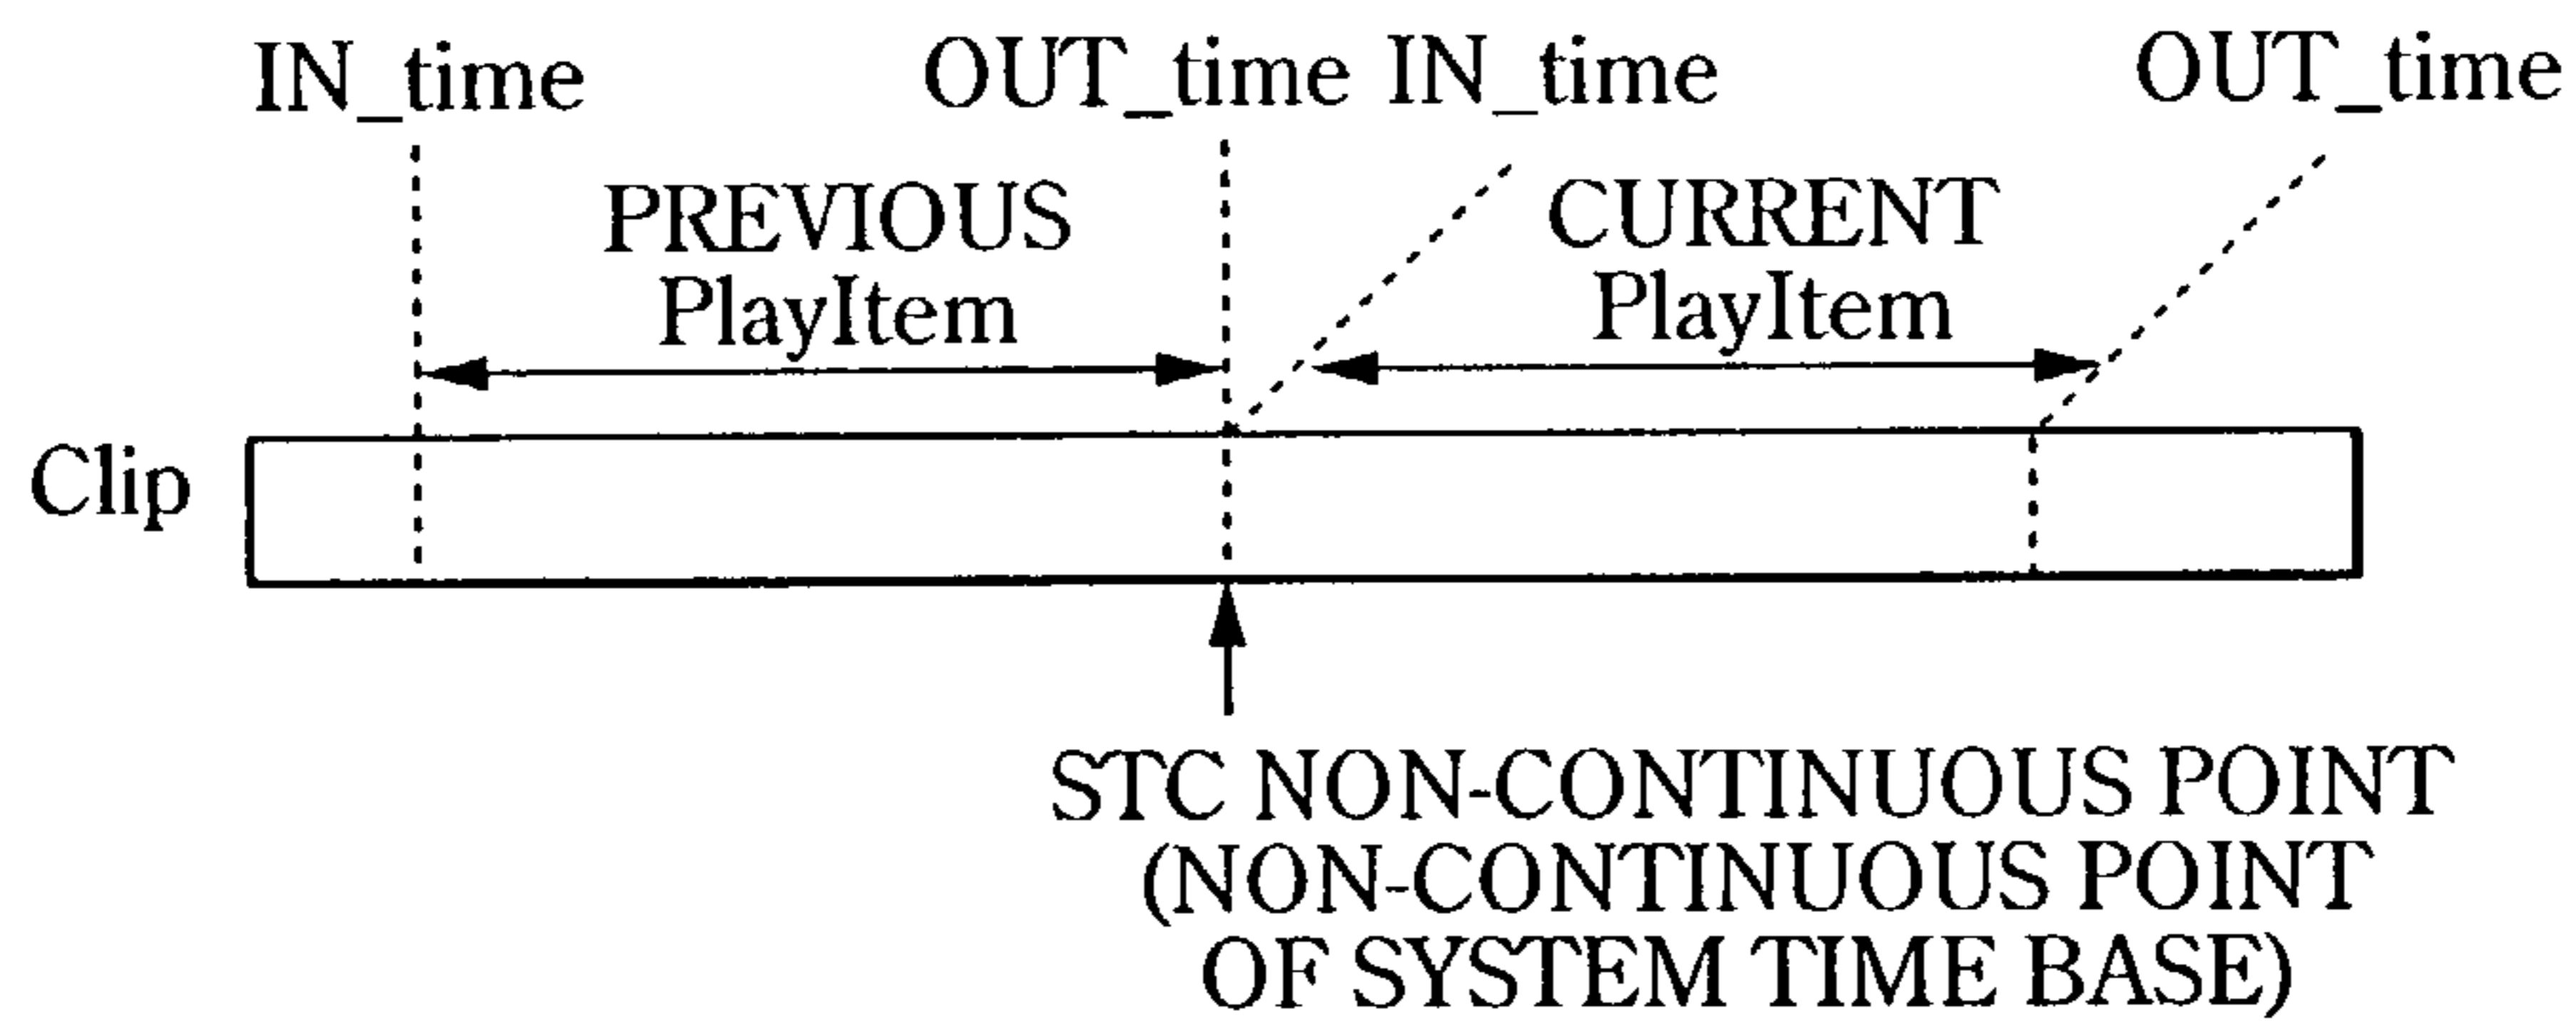 IN_time OUT_time IN_time OUT_time
PREVIOUS
PlayItem
CURRENT
PlayItem
Clip
STC NON-CONTINUOUS POINT
(NON-CONTINUOUS POINT
OF SYSTEM TIME BASE)